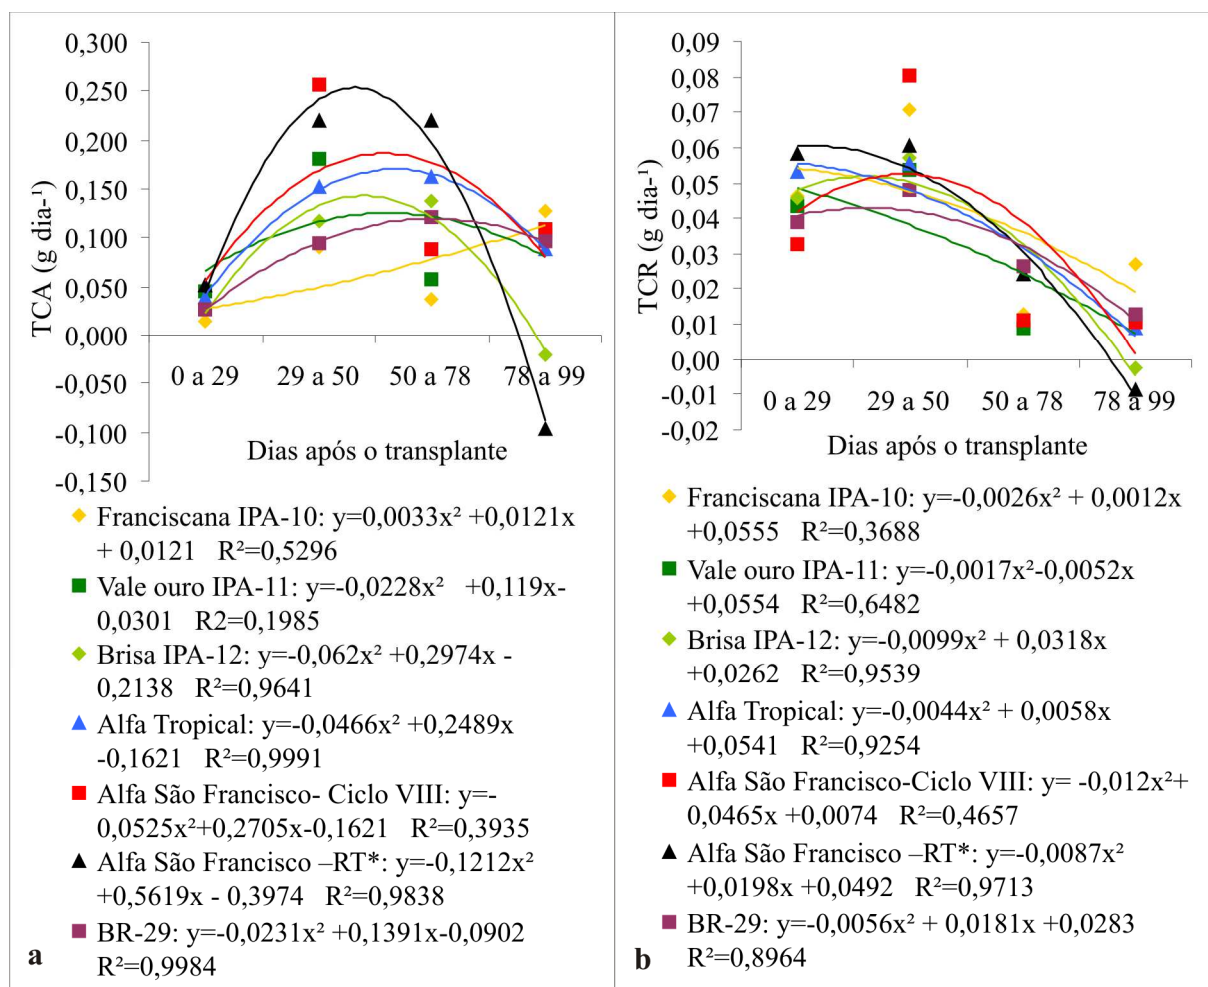 0,300
0,250
0,200
0,150
0,100
0,050
0,000
-0,050
-0,100
-0,150
TCA (g dia-¹)
0 a 29 29 a 50 50 a 78 78 a 99
Dias após o transplante
Franciscana IPA-10: y=0,0033x² +0,0121x
+ 0,0121 R²=0,5296
Vale ouro IPA-11: y=-0,0228x² +0,119x-
0,0301 R2=0,1985
Brisa IPA-12: y=-0,062x² +0,2974x -
0,2138 R²=0,9641
Alfa Tropical: y=-0,0466x² +0,2489x
-0,1621 R²=0,9991
Alfa São Francisco- Ciclo VIII: y=-
0,0525x²+0,2705x-0,1621 R²=0,3935
Alfa São Francisco –RT*: y=-0,1212x²
+0,5619x - 0,3974 R²=0,9838
BR-29: y=-0,0231x² +0,1391x-0,0902
R²=0,9984
a
0,09
0,08
0,07
0,06
0,05
0,04
0,03
0,02
0,01
0,00
-0,01
-0,02
TCR (g dia-¹)
0 a 29 29 a 50 50 a 78 78 a 99
Dias após o transplante
Franciscana IPA-10: y=-0,0026x² + 0,0012x
+0,0555 R²=0,3688
Vale ouro IPA-11: y=-0,0017x²-0,0052x
+0,0554 R²=0,6482
Brisa IPA-12: y=-0,0099x² + 0,0318x
+0,0262 R²=0,9539
Alfa Tropical: y=-0,0044x² + 0,0058x
+0,0541 R²=0,9254
Alfa São Francisco-Ciclo VIII: y= -0,012x²+
0,0465x +0,0074 R²=0,4657
Alfa São Francisco –RT*: y=-0,0087x²
+0,0198x +0,0492 R²=0,9713
BR-29: y=-0,0056x² + 0,0181x +0,0283
R²=0,8964
b